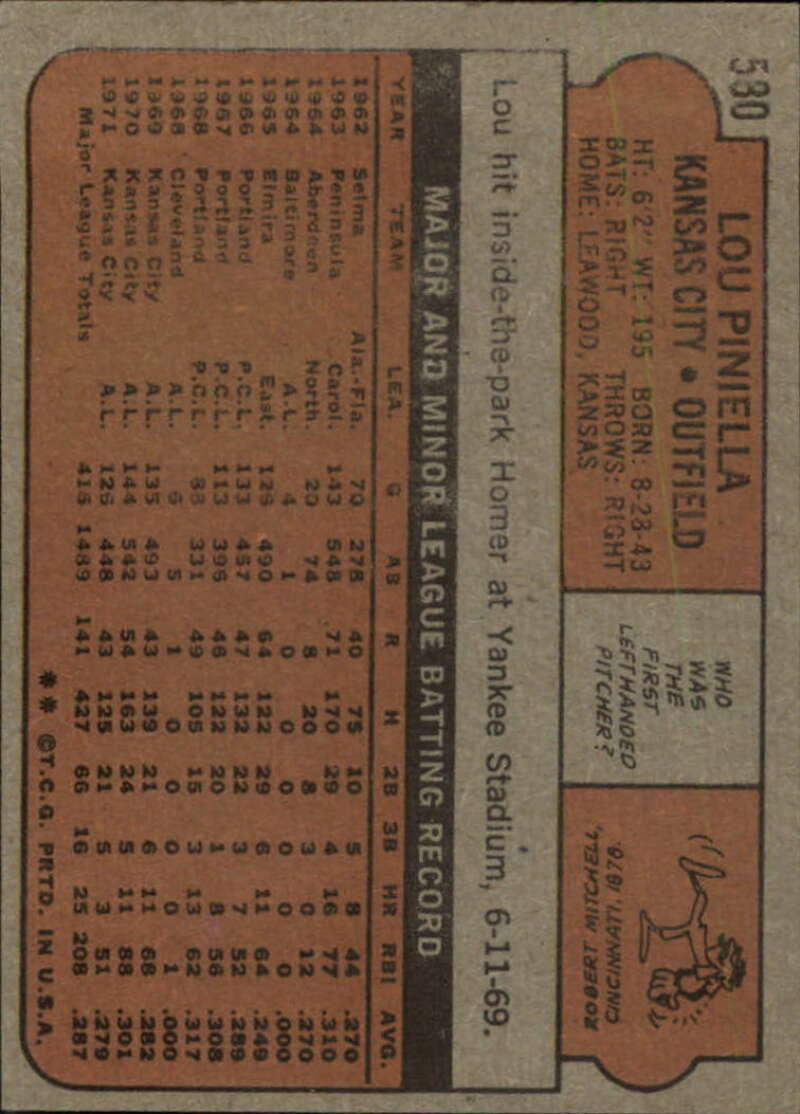 580
LOU PINIELLA
KANSAS CITY • OUTFIELD
HT: 6'2" WT: 195 BORN: 8-28-43
BATS: RIGHT THROWS: RIGHT
HOME: LEAWOOD, KANSAS
WHO
WAS
THE
FIRST
LEFTHANDED
PITCHER?
ROBERT MITCHELL,
CINCINNATI, 1878.
Lou hit inside-the-park Homer at Yankee Stadium, 6-11-69.
MAJOR AND MINOR LEAGUE BATTING RECORD
YEAR TEAM LEA. G AB R H 2B 3B HR RBI AVG.
1962 Selma Ala.-Fla. 70 278 40 75 10 5 8 44 .270
1963 Peninsula Carol. 143 548 71 170 29 4 16 77 .310
1964 Aberdeen North. 20 74 8 20 8 3 0 12 .270
1964 Baltimore A.L. 4 1 0 0 0 0 0 0 .000
1965 Elmira East. 126 490 64 122 29 6 11 64 .249
1966 Portland P.C.L. 133 457 47 132 22 3 7 52 .289
1967 Portland P.C.L. 113 396 46 122 20 1 8 56 .308
1968 Portland P.C.L. 88 331 49 105 15 3 13 62 .317
1968 Cleveland A.L. 6 5 1 0 0 0 0 1 .000
1969 Kansas City A.L. 135 493 43 139 21 6 11 68 .282
1970 Kansas City A.L. 144 542 54 163 24 5 11 88 .301
1971 Kansas City A.L. 126 448 43 125 21 5 3 51 .279
Major League Totals 415 1489 141 427 66 16 25 208 .287
** ©T.C.G. PRTD. IN U.S.A.